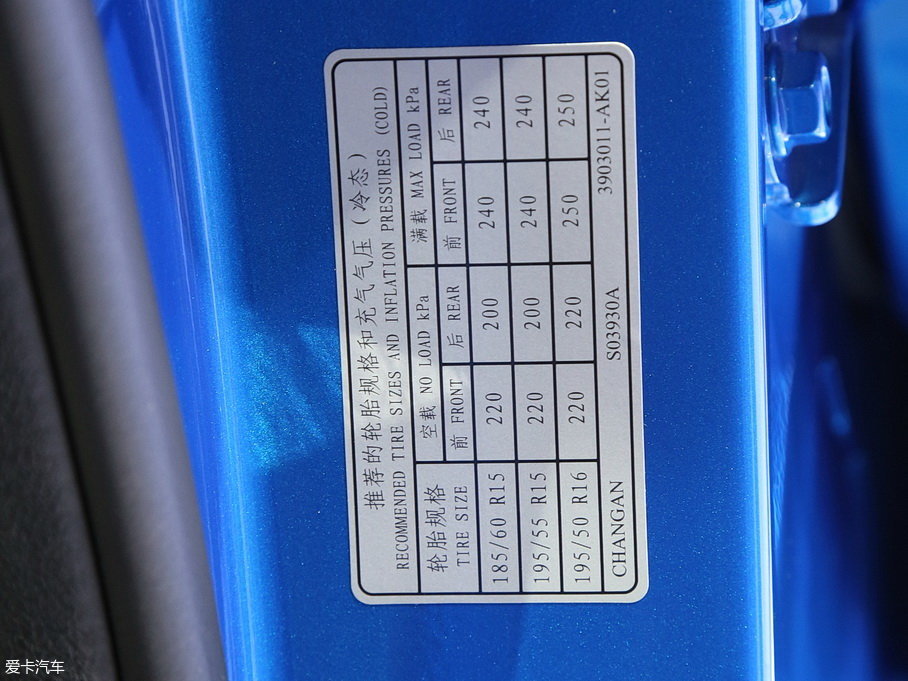 推荐的轮胎规格和充气气压（冷态）
RECOMMENDED TIRE SIZES AND INFLATION PRESSURES (COLD)
轮胎规格 空载 NO LOAD kPa 满载 MAX LOAD kPa
TIRE SIZE 前 FRONT 后 REAR 前 FRONT 后 REAR
185/60 R15 220 200 240 240
195/55 R15 220 200 240 240
195/50 R16 220 220 250 250
CHANGAN S03930A 3903011-AK01
爱卡汽车